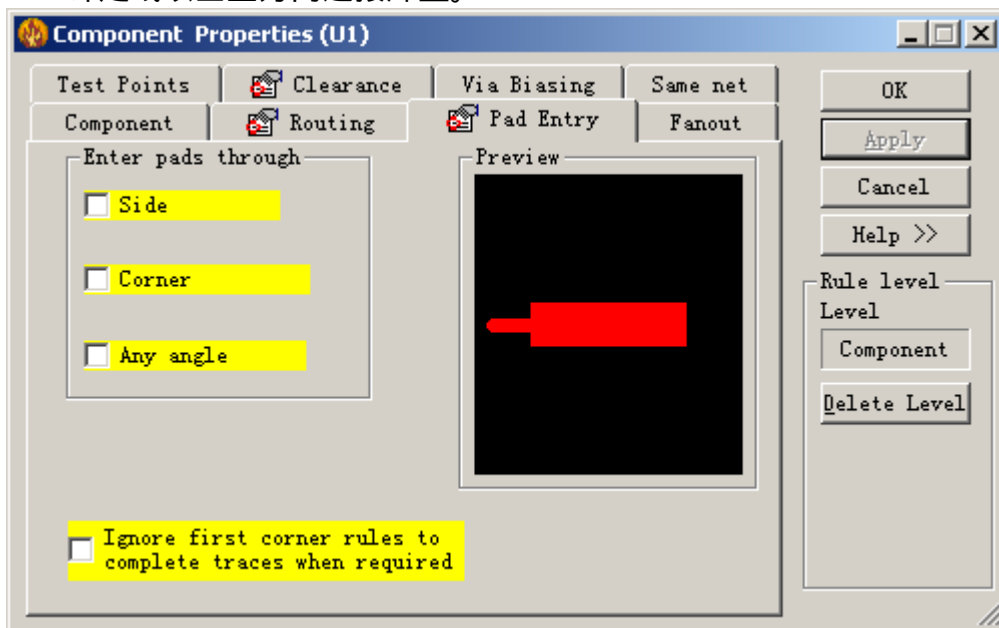 Component Properties (U1)
Test Points
Clearance
Via Biasing
Same net
Component
Routing
Pad Entry
Fanout
Enter pads through
Side
Corner
Any angle
Preview
Ignore first corner rules to
complete traces when required
OK
Apply
Cancel
Help >>
Rule level
Level
Component
Delete Level